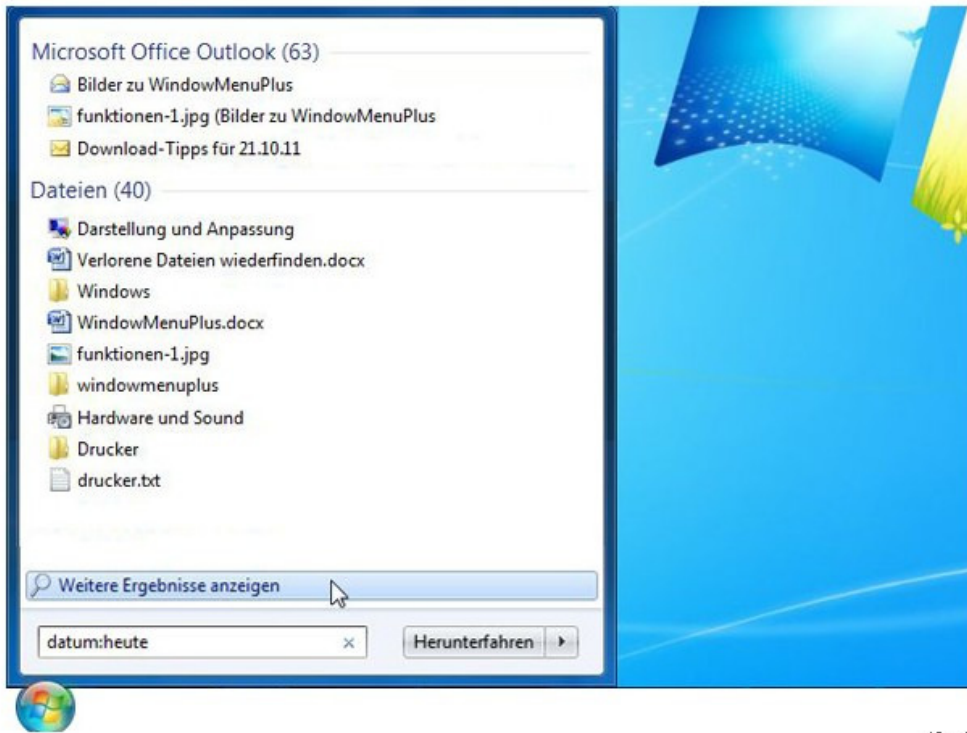 Microsoft Office Outlook (63)
Bilder zu WindowMenuPlus
funktionen-1.jpg (Bilder zu WindowMenuPlus
Download-Tipps für 21.10.11
Dateien (40)
Darstellung und Anpassung
Verlorene Dateien wiederfinden.docx
Windows
WindowMenuPlus.docx
funktionen-1.jpg
windowmenuplus
Hardware und Sound
Drucker
drucker.txt
Weitere Ergebnisse anzeigen
datum:heute
Herunterfahren